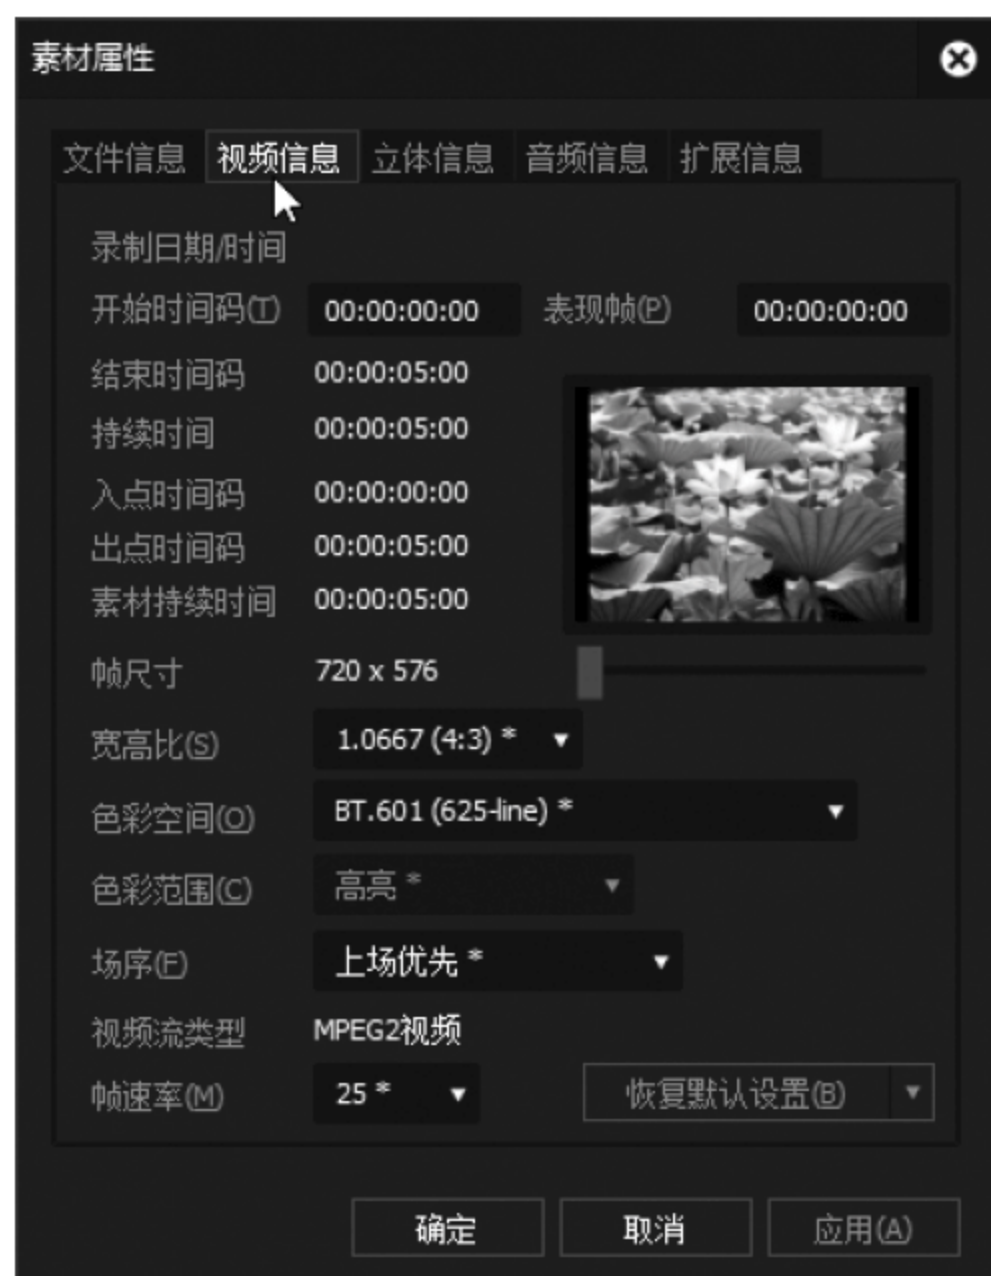 素材属性
文件信息 视频信息 立体信息 音频信息 扩展信息
录制日期/时间
开始时间码(T) 00:00:00:00 表现帧(P) 00:00:00:00
结束时间码 00:00:05:00
持续时间 00:00:05:00
入点时间码 00:00:00:00
出点时间码 00:00:05:00
素材持续时间 00:00:05:00
帧尺寸 720 x 576
宽高比(S) 1.0667 (4:3) *
色彩空间(O) BT.601 (625-line) *
色彩范围(C) 高亮 *
场序(F) 上场优先 *
视频流类型 MPEG2视频
帧速率(M) 25 * 恢复默认设置(B)
确定 取消 应用(A)